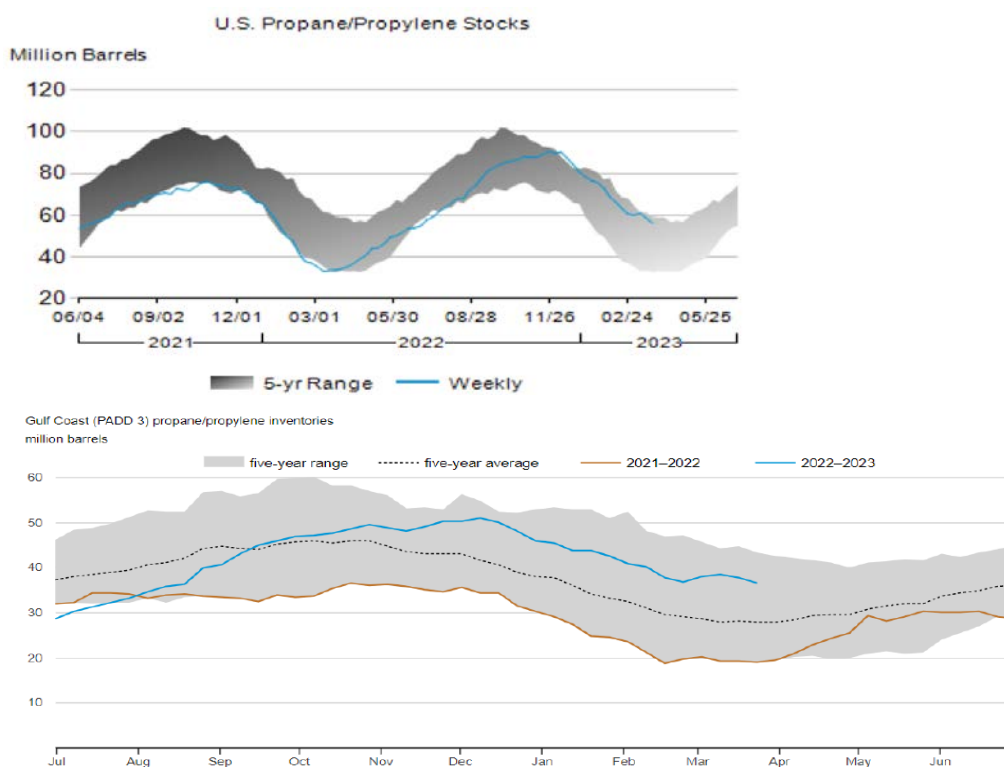 U.S. Propane/Propylene Stocks
Million Barrels
120
100
80
60
40
20
06/04 09/02 12/01 03/01 05/30 08/28 11/26 02/24 05/25
2021 2022 2023
5-yr Range Weekly
Gulf Coast (PADD 3) propane/propylene inventories
million barrels
five-year range five-year average 2021–2022 2022–2023
60
50
40
30
20
10
Jul Aug Sep Oct Nov Dec Jan Feb Mar Apr May Jun